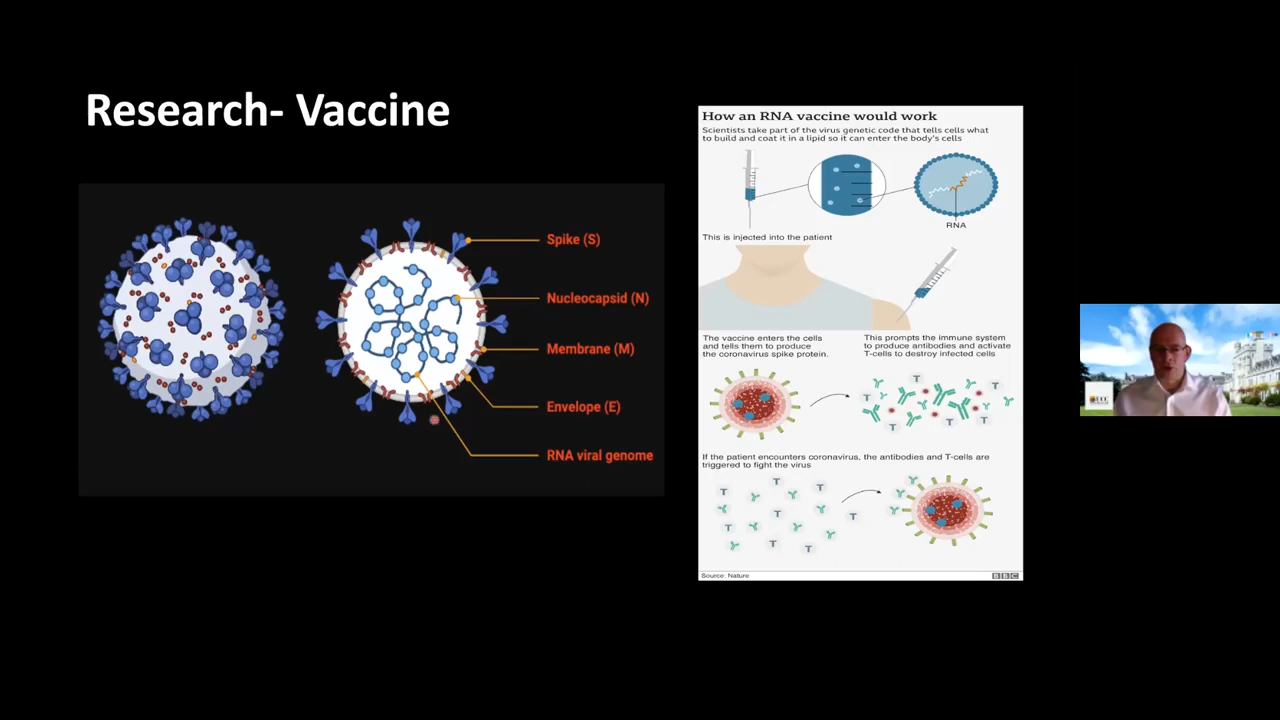 Research- Vaccine
Spike (S)
Nucleocapsid (N)
Membrane (M)
Envelope (E)
RNA viral genome
How an RNA vaccine would work
Scientists take part of the virus genetic code that tells cells what
to build and coat it in a lipid so it can enter the body's cells
RNA
This is injected into the patient
The vaccine enters the cells
and tells them to produce
the coronavirus spike protein.
This prompts the immune system
to produce antibodies and activate
T-cells to destroy infected cells
T
T
T
T
T
T
If the patient encounters coronavirus, the antibodies and T-cells are
triggered to fight the virus
T
T
T
T
T
T
T
T
Source: Nature
BBC
UCC